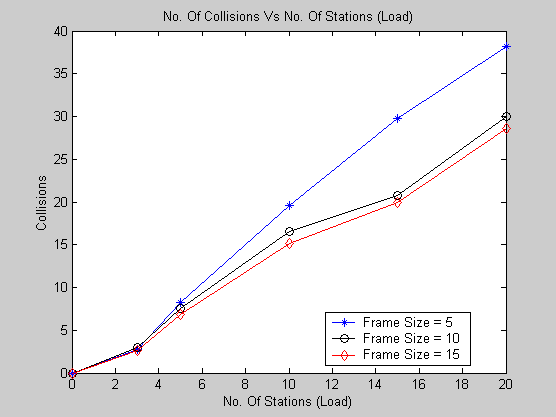 No. Of Collisions Vs No. Of Stations (Load)
40
35
30
25
20
15
10
5
0
Collisions
0 2 4 6 8 10 12 14 16 18 20
No. Of Stations (Load)
Frame Size = 5
Frame Size = 10
Frame Size = 15